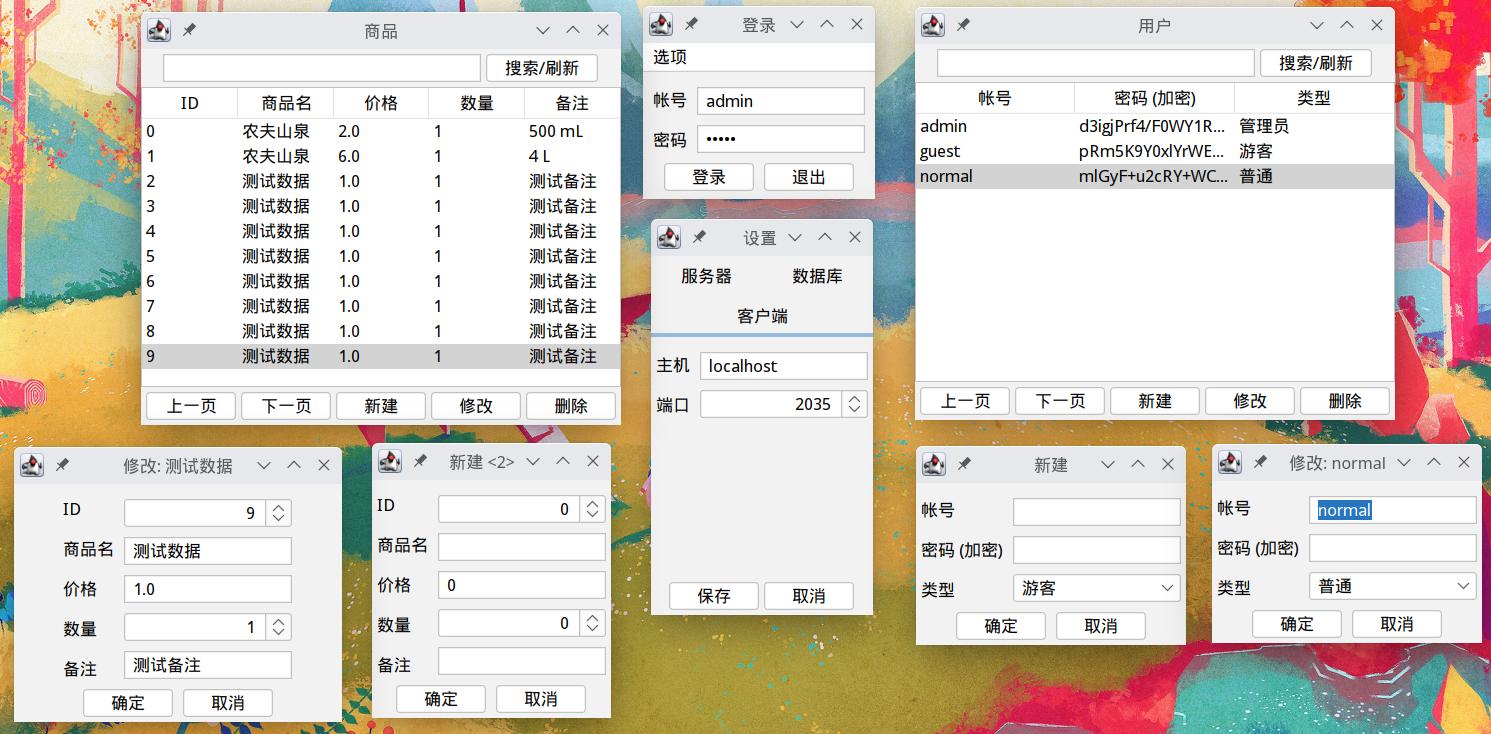 商品
搜索/刷新
ID 商品名 价格 数量 备注
0 农夫山泉 2.0 1 500 mL
1 农夫山泉 6.0 1 4 L
2 测试数据 1.0 1 测试备注
3 测试数据 1.0 1 测试备注
4 测试数据 1.0 1 测试备注
5 测试数据 1.0 1 测试备注
6 测试数据 1.0 1 测试备注
7 测试数据 1.0 1 测试备注
8 测试数据 1.0 1 测试备注
9 测试数据 1.0 1 测试备注
上一页 下一页 新建 修改 删除
登录
选项
帐号 admin
密码 •••••
登录 退出
用户
搜索/刷新
帐号 密码 (加密) 类型
admin d3igjPrf4/F0WY1R... 管理员
guest pRm5K9Y0xlYrWE... 游客
normal mlGyF+u2cRY+WC... 普通
上一页 下一页 新建 修改 删除
设置
服务器 数据库
客户端
主机 localhost
端口 2035
保存 取消
修改: 测试数据
ID 9
商品名 测试数据
价格 1.0
数量 1
备注 测试备注
确定 取消
新建 <2>
ID 0
商品名
价格 0
数量 0
备注
确定 取消
新建
帐号
密码 (加密)
类型 游客
确定 取消
修改: normal
帐号 normal
密码 (加密)
类型 普通
确定 取消